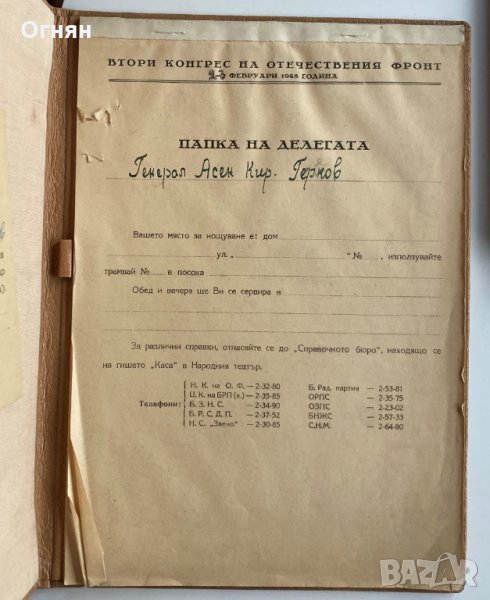 Огнян
ВТОРИ КОНГРЕС НА ОТЕЧЕСТВЕНИЯ ФРОНТ
2-3 ФЕВРУАРИ 1948 ГОДИНА
ПАПКА НА ДЕЛЕГАТА
Генерал Асен Кир. Герков
Вашето място за нощуване е: дом
ул. „ “ № , използувайте
трамвай № в посока
Обед и вечеря ще Ви се сервира в
За различни справки, отнасяйте се до „Справочното бюро“, находящо се
на гишето „Каса“ в Народния театър.
Телефони:
Н. К. на О. Ф. — 2-32-80
Ц. К. на БРП (к.) — 2-35-85
Б. З. Н. С. — 2-34-90
Б. Р. С. Д. П. — 2-37-52
Н. С. „Звено“ — 2-30-85
Б. Рад. партия — 2-53-81
ОРПС — 2-35-75
ОЗПС — 2-23-02
БНЖС — 2-57-33
С.Н.М. — 2-64-80
BAZAR